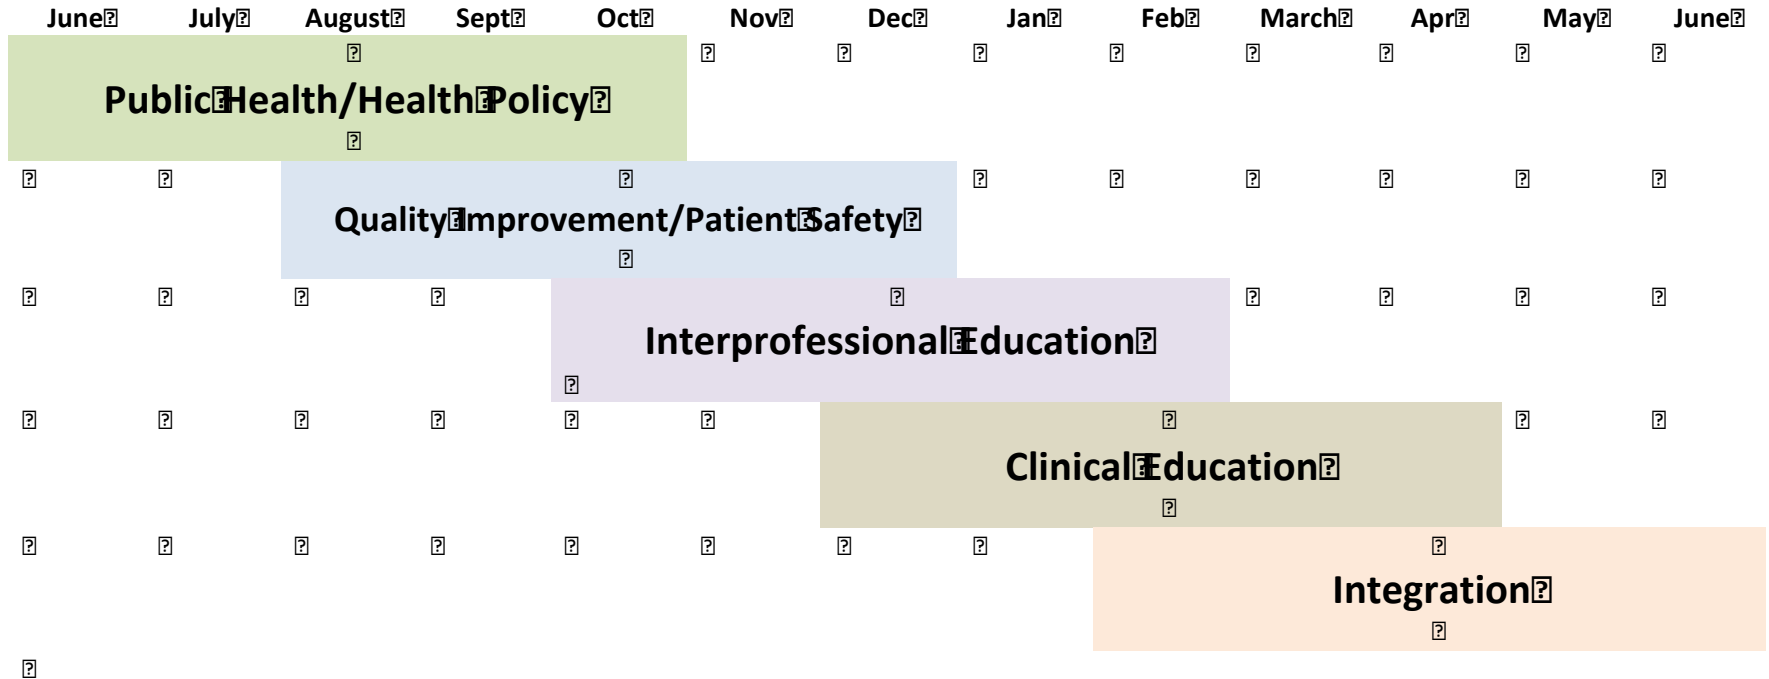 June July August Sept Oct Nov Dec Jan Feb March Apr May June
Public Health/Health Policy
Quality Improvement/Patient Safety
Interprofessional Education
Clinical Education
Integration